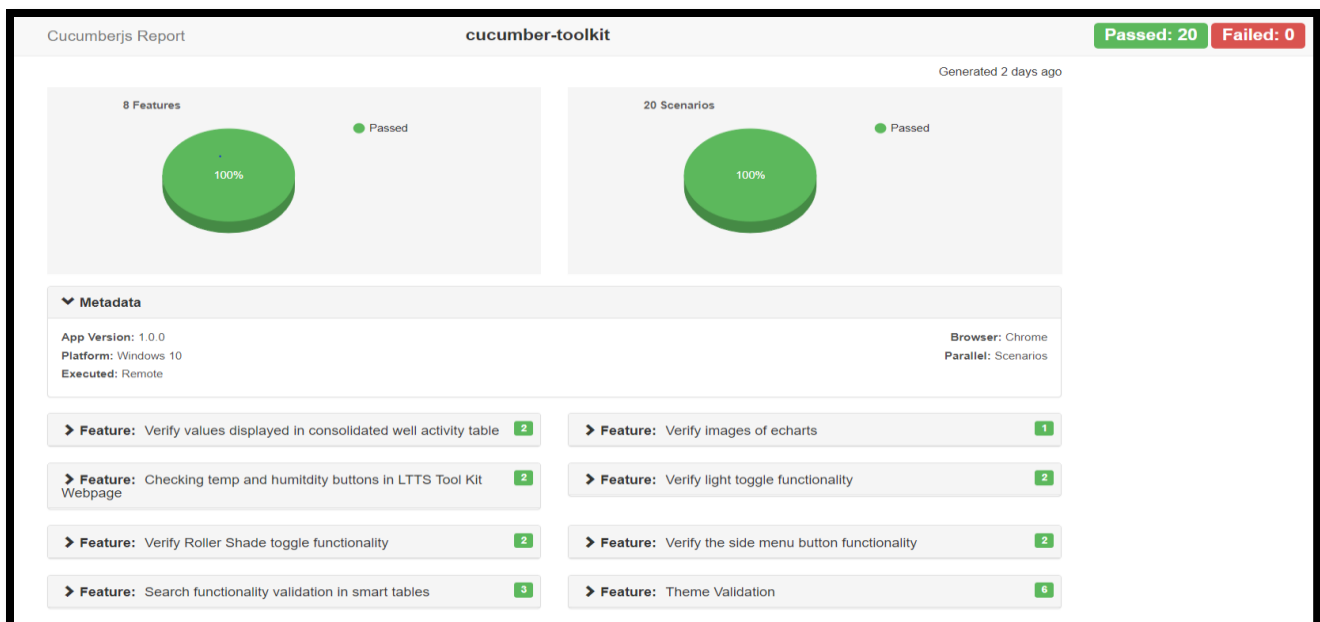 Cucumberjs Report
cucumber-toolkit
Passed: 20
Failed: 0
Generated 2 days ago
8 Features
Passed
100%
20 Scenarios
Passed
100%
Metadata
App Version: 1.0.0
Platform: Windows 10
Executed: Remote
Browser: Chrome
Parallel: Scenarios
Feature: Verify values displayed in consolidated well activity table 2
Feature: Verify images of echarts 1
Feature: Checking temp and humitdity buttons in LTTS Tool Kit 2
Webpage
Feature: Verify light toggle functionality 2
Feature: Verify Roller Shade toggle functionality 2
Feature: Verify the side menu button functionality 2
Feature: Search functionality validation in smart tables 3
Feature: Theme Validation 6